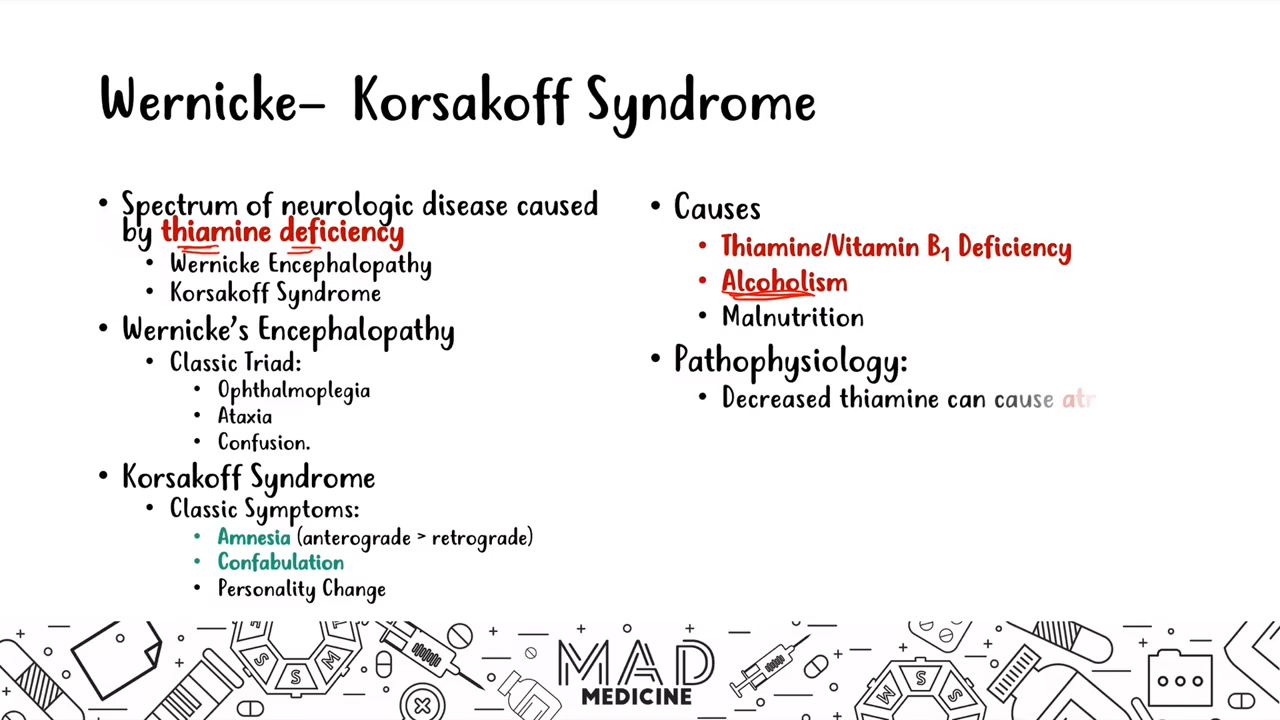 Wernicke– Korsakoff Syndrome
• Spectrum of neurologic disease caused
by thiamine deficiency
• Wernicke Encephalopathy
• Korsakoff Syndrome
• Wernicke's Encephalopathy
• Classic Triad:
• Ophthalmoplegia
• Ataxia
• Confusion.
• Korsakoff Syndrome
• Classic Symptoms:
• Amnesia (anterograde > retrograde)
• Confabulation
• Personality Change
• Causes
• Thiamine/Vitamin B₁ Deficiency
• Alcoholism
• Malnutrition
• Pathophysiology:
• Decreased thiamine can cause
MAD
MEDICINE
S
S
M
M
S
S